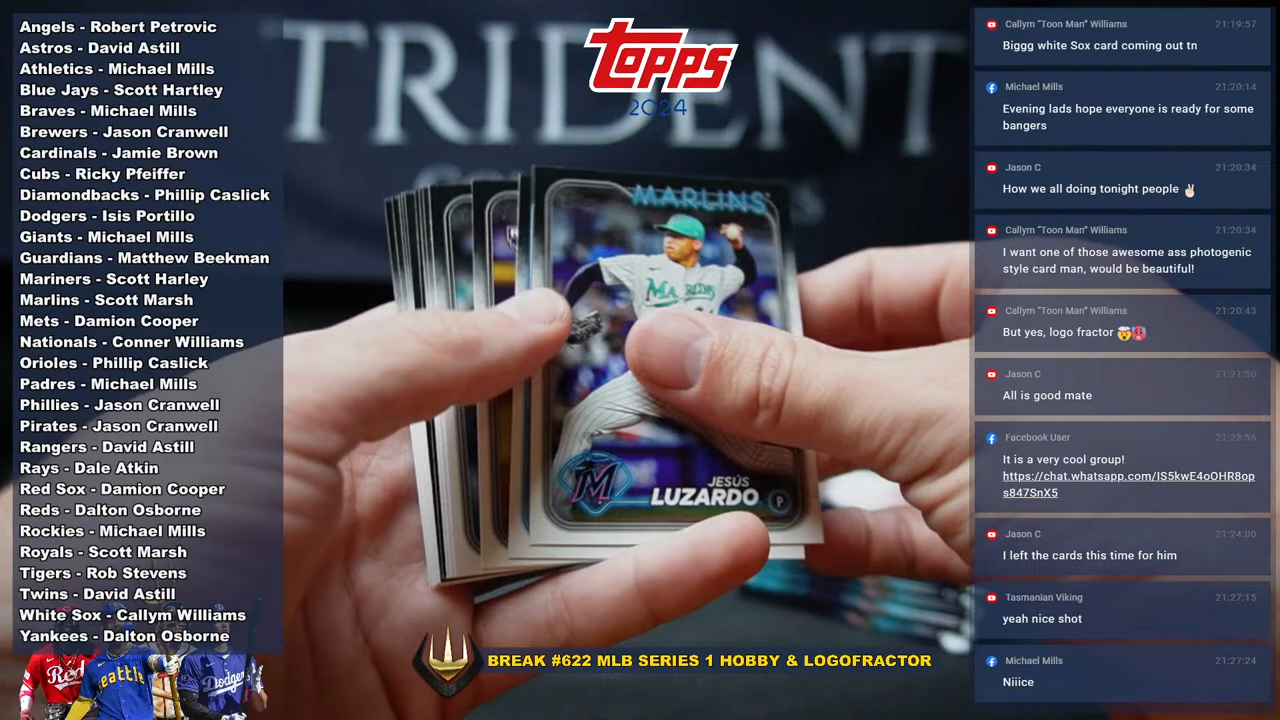 Angels - Robert Petrovic
Astros - David Astill
Athletics - Michael Mills
Blue Jays - Scott Hartley
Braves - Michael Mills
Brewers - Jason Cranwell
Cardinals - Jamie Brown
Cubs - Ricky Pfeiffer
Diamondbacks - Phillip Caslick
Dodgers - Isis Portillo
Giants - Michael Mills
Guardians - Matthew Beekman
Mariners - Scott Harley
Marlins - Scott Marsh
Mets - Damion Cooper
Nationals - Conner Williams
Orioles - Phillip Caslick
Padres - Michael Mills
Phillies - Jason Cranwell
Pirates - Jason Cranwell
Rangers - David Astill
Rays - Dale Atkin
Red Sox - Damion Cooper
Reds - Dalton Osborne
Rockies - Michael Mills
Royals - Scott Marsh
Tigers - Rob Stevens
Twins - David Astill
White Sox - Callym Williams
Yankees - Dalton Osborne
seattle
Dodgers
TRIDENT
topps
2024
MARLINS
MARLINS
M
JESÚS
LUZARDO P
BREAK #622 MLB SERIES 1 HOBBY & LOGOFRACTOR
Callym "Toon Man" Williams 21:19:57
Biggg white Sox card coming out tn
Michael Mills 21:20:14
Evening lads hope everyone is ready for some
bangers
Jason C 21:20:34
How we all doing tonight people ✌🏻
Callym "Toon Man" Williams 21:20:34
I want one of those awesome ass photogenic
style card man, would be beautiful!
Callym "Toon Man" Williams 21:20:43
But yes, logo fractor 🤯🥵
Jason C 21:21:50
All is good mate
Facebook User 21:23:56
It is a very cool group!
https://chat.whatsapp.com/IS5kwE4oOHR8op
s847SnX5
Jason C 21:24:00
I left the cards this time for him
Tasmanian Viking 21:27:15
yeah nice shot
Michael Mills 21:27:24
Niiice